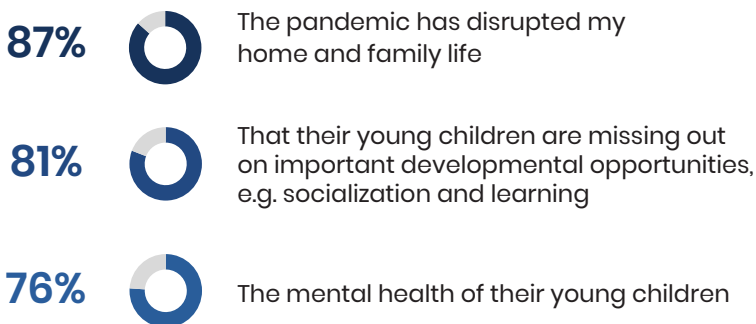 87%
The pandemic has disrupted my
home and family life
81%
That their young children are missing out
on important developmental opportunities,
e.g. socialization and learning
76%
The mental health of their young children